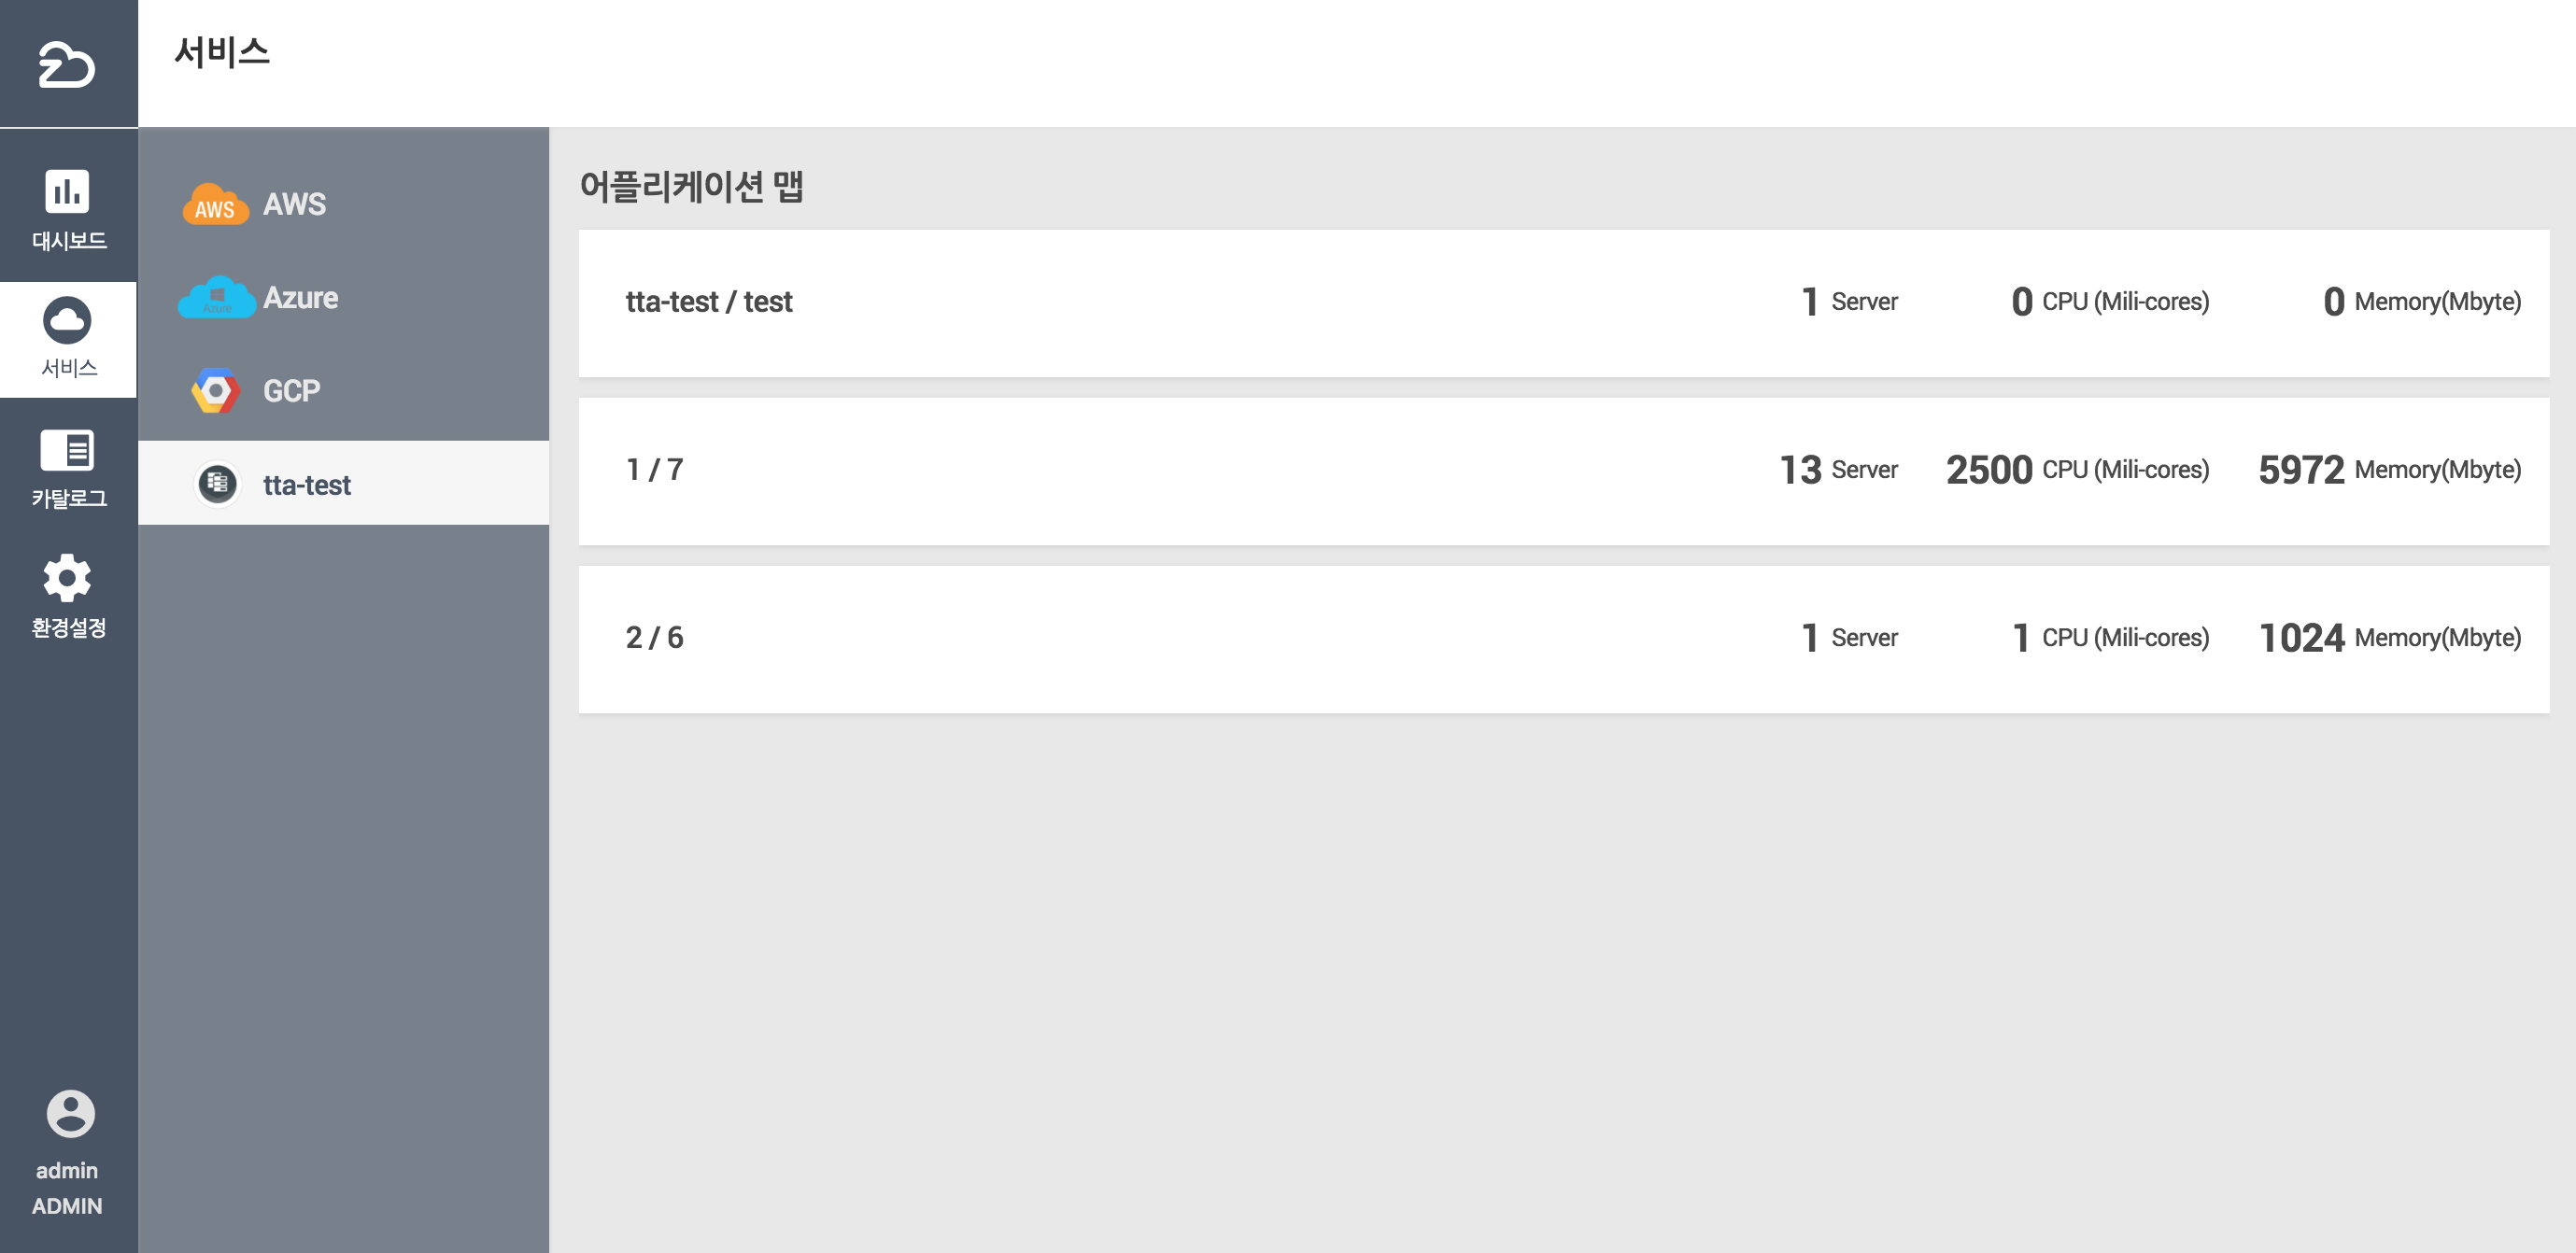 서비스
대시보드
서비스
카탈로그
환경설정
admin
ADMIN
AWS AWS
Azure Azure
GCP
tta-test
어플리케이션 맵
tta-test / test 1 Server 0 CPU (Mili-cores) 0 Memory(Mbyte)
1 / 7 13 Server 2500 CPU (Mili-cores) 5972 Memory(Mbyte)
2 / 6 1 Server 1 CPU (Mili-cores) 1024 Memory(Mbyte)